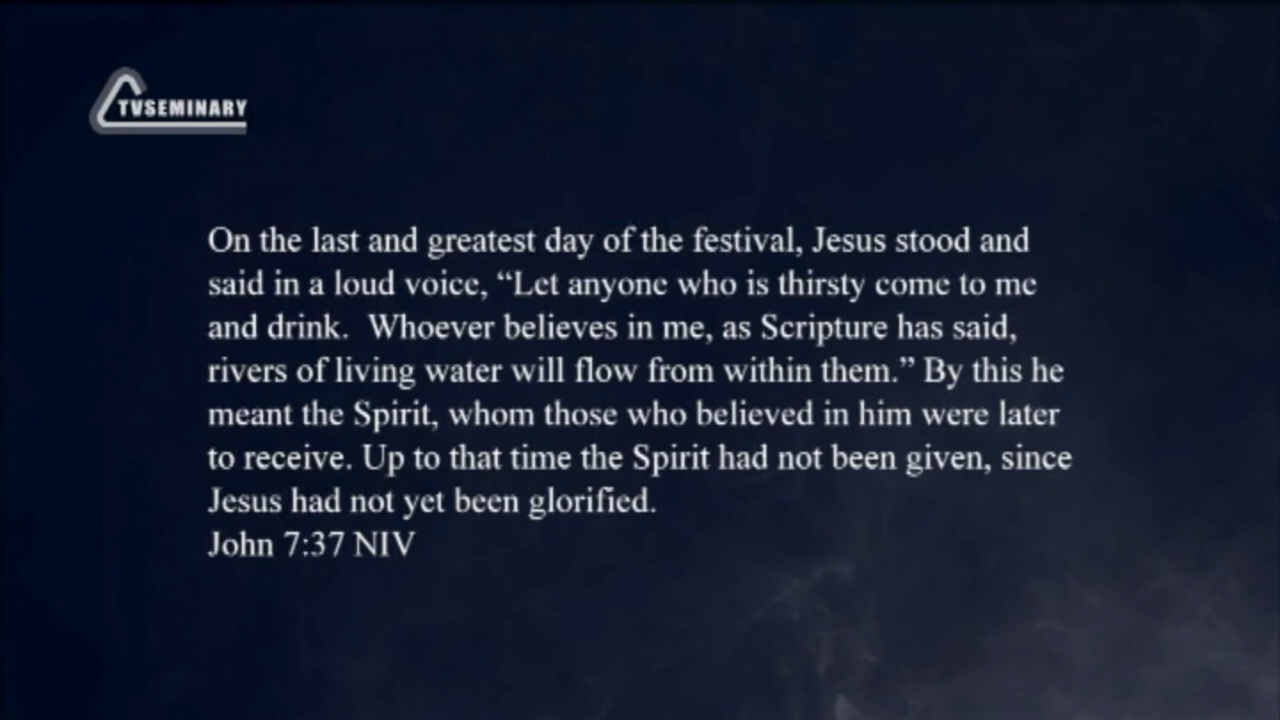 TVSEMINARY
On the last and greatest day of the festival, Jesus stood and
said in a loud voice, “Let anyone who is thirsty come to me
and drink.  Whoever believes in me, as Scripture has said,
rivers of living water will flow from within them.” By this he
meant the Spirit, whom those who believed in him were later
to receive. Up to that time the Spirit had not been given, since
Jesus had not yet been glorified.
John 7:37 NIV